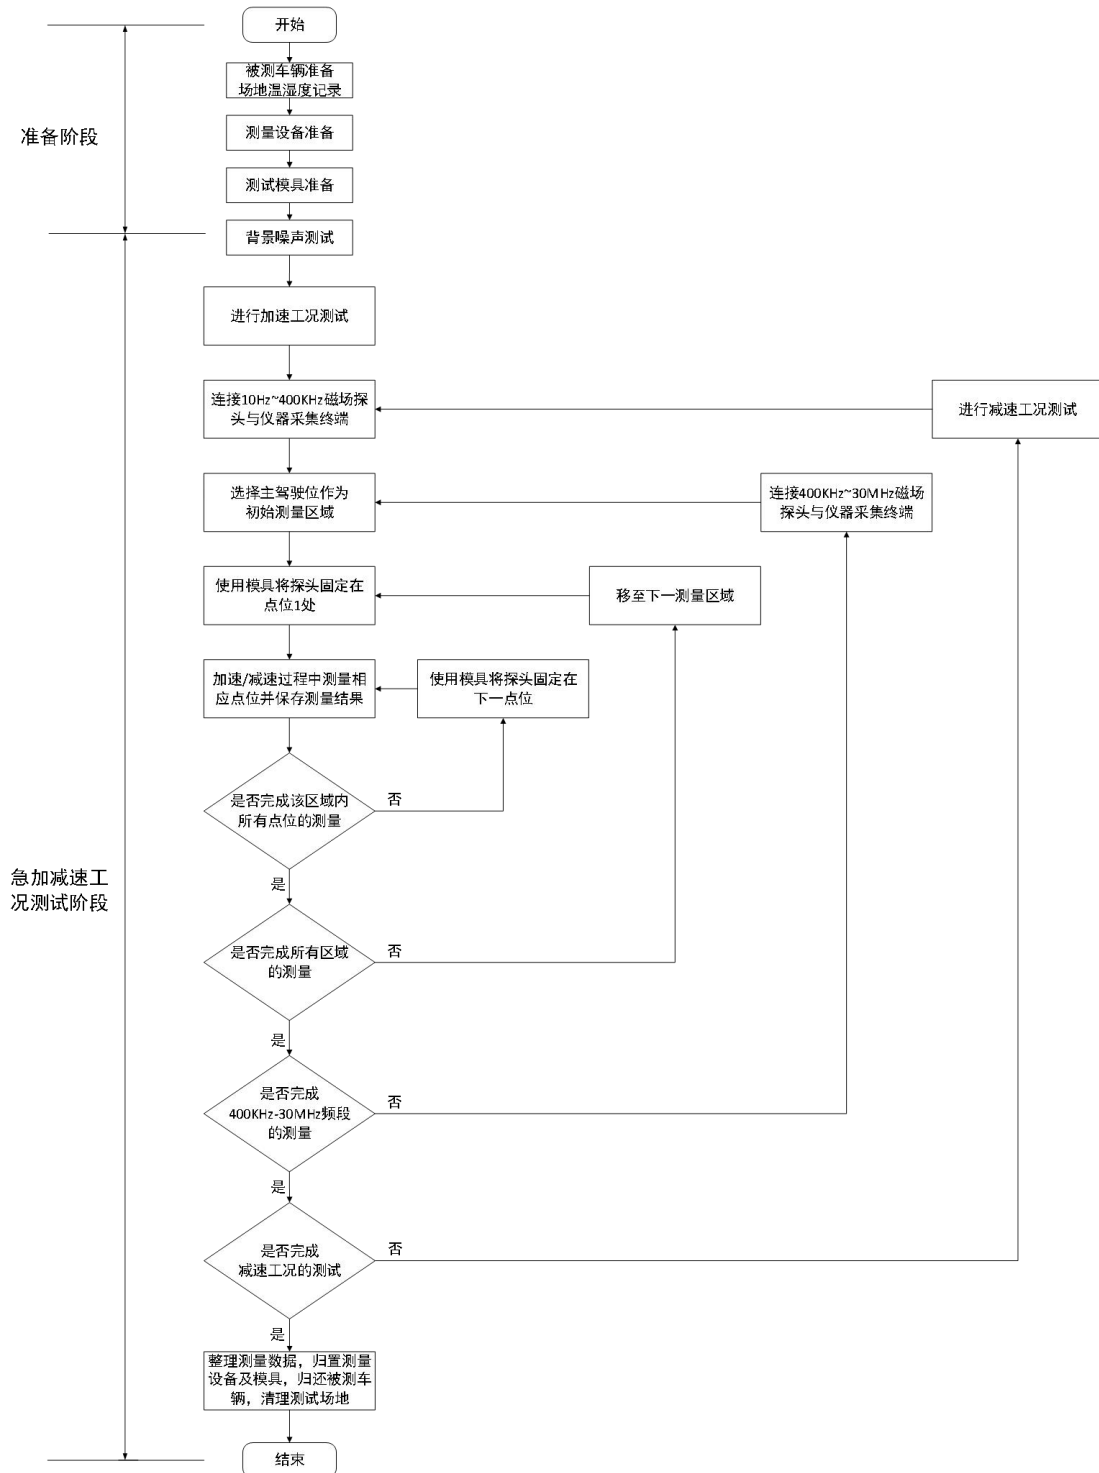 开始
被测车辆准备
场地温湿度记录
准备阶段
测量设备准备
测试模具准备
背景噪声测试
进行加速工况测试
连接10Hz~400KHz磁场探
头与仪器采集终端
进行减速工况测试
选择主驾驶位作为
初始测量区域
连接400KHz~30MHz磁场
探头与仪器采集终端
使用模具将探头固定在
点位1处
移至下一测量区域
加速/减速过程中测量相
应点位并保存测量结果
使用模具将探头固定在
下一点位
是否完成该区域内
所有点位的测量
否
是
急加减速工
况测试阶段
是否完成所有区域
的测量
否
是
是否完成
400KHz-30MHz频段
的测量
否
是
是否完成
减速工况的测试
否
是
整理测量数据，归置测量
设备及模具，归还被测车
辆，清理测试场地
结束